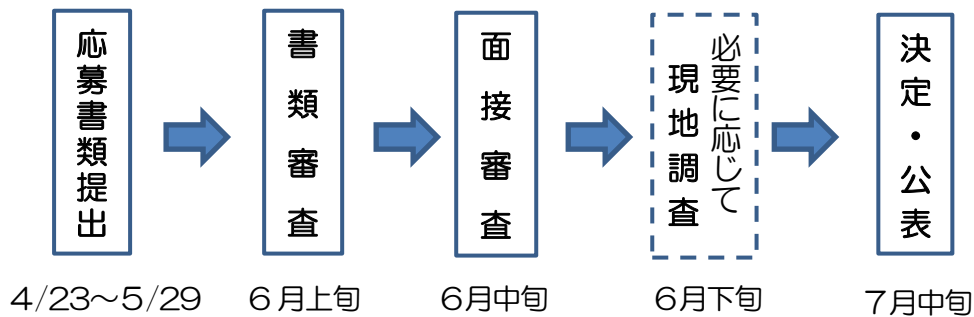 応募書類提出
書類審査
面接審査
必要に応じて
現地調査
決定・公表
4/23～5/29
6月上旬
6月中旬
6月下旬
7月中旬